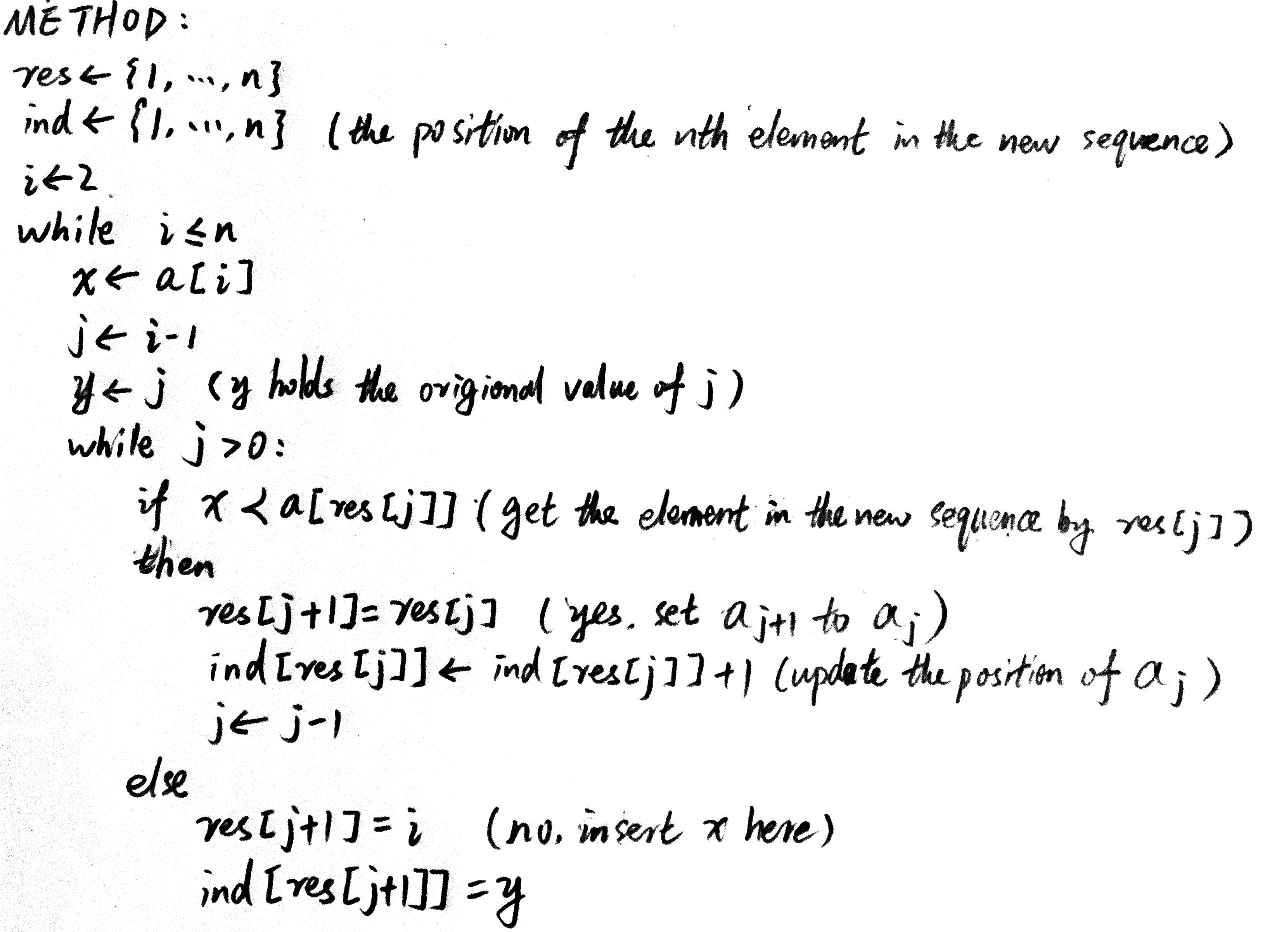 METHOD:
res ← {1, ..., n}
ind ← {1, ..., n} (the position of the nth element in the new sequence)
i ← 2
while i ≤ n
x ← a[i]
j ← i-1
y ← j (y holds the origional value of j)
while j > 0:
if x < a[res[j]] (get the element in the new sequence by res[j])
then
res[j+1] = res[j] (yes. set a_{j+1} to a_j)
ind[res[j]] ← ind[res[j]]+1 (update the position of a_j)
j ← j-1
else
res[j+1] = i (no, insert x here)
ind[res[j+1]] = y